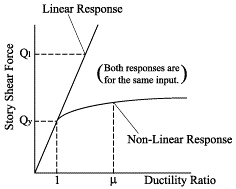 Linear Response
Ql
(Both responses are
for the same input.)
Story Shear Force
Qy
Non-Linear Response
1
μ
Ductility Ratio